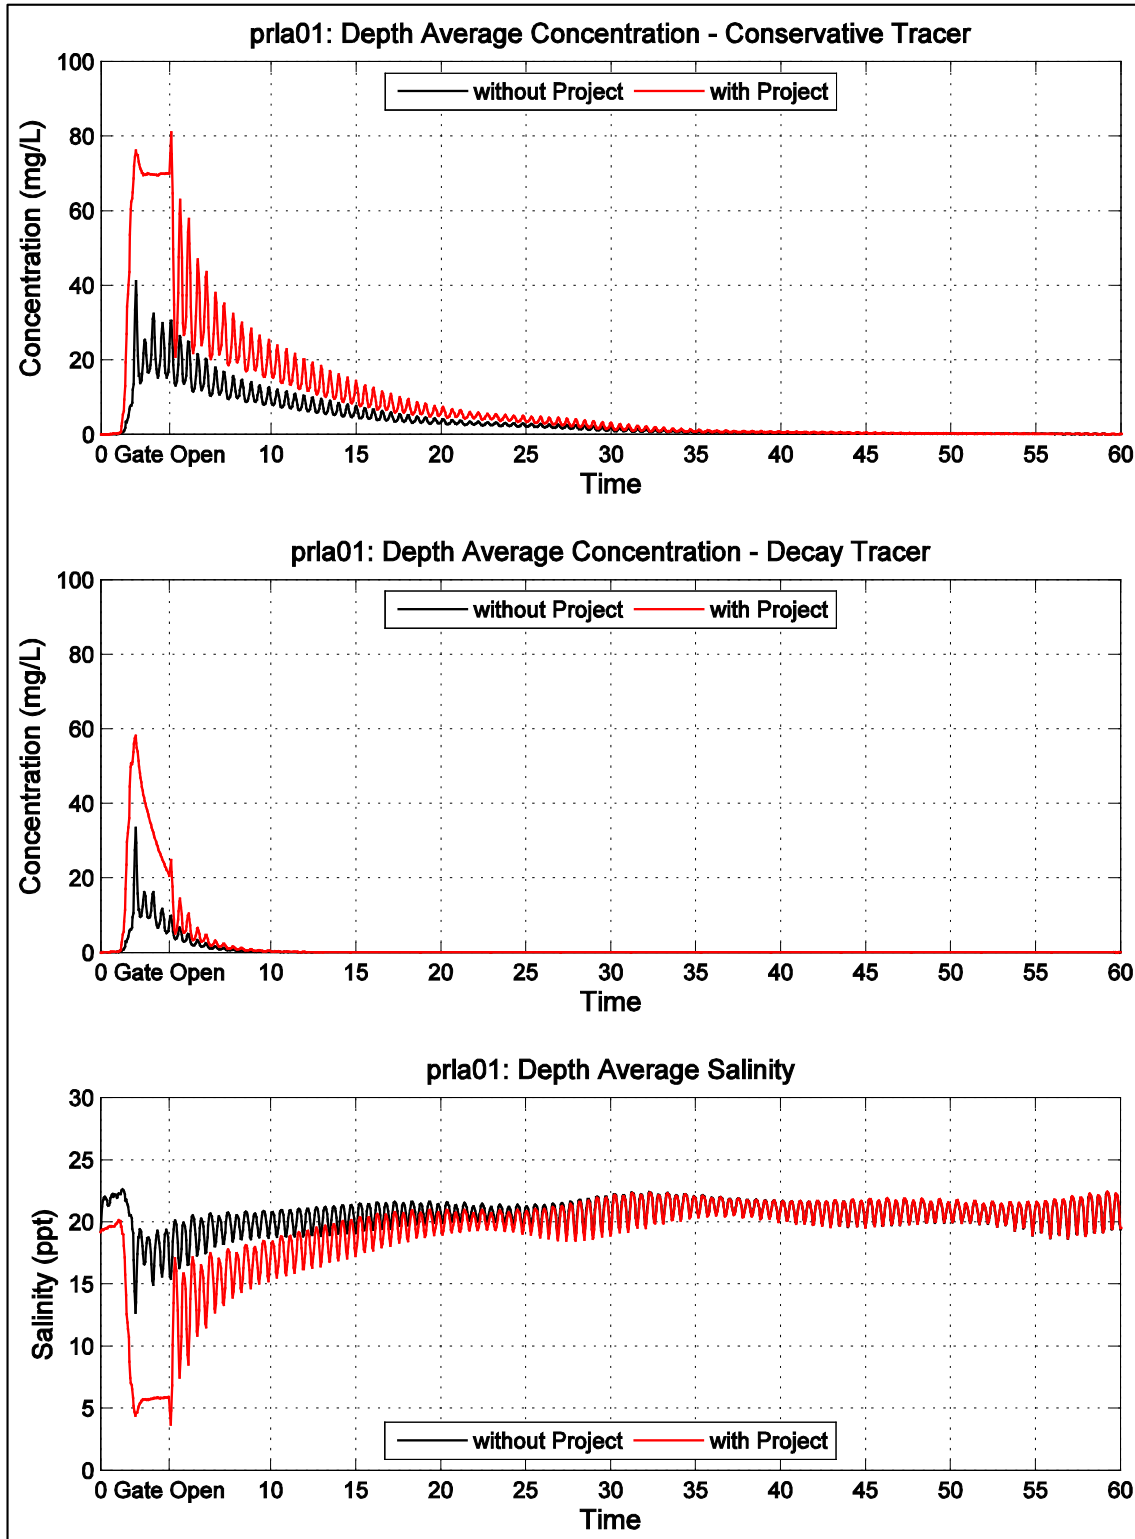 prla01: Depth Average Concentration - Conservative Tracer
100
80
60
40
20
0
Concentration (mg/L)
without Project with Project
0 Gate Open 10 15 20 25 30 35 40 45 50 55 60
Time
prla01: Depth Average Concentration - Decay Tracer
100
80
60
40
20
0
Concentration (mg/L)
without Project with Project
0 Gate Open 10 15 20 25 30 35 40 45 50 55 60
Time
prla01: Depth Average Salinity
30
25
20
15
10
5
0
Salinity (ppt)
without Project with Project
0 Gate Open 10 15 20 25 30 35 40 45 50 55 60
Time